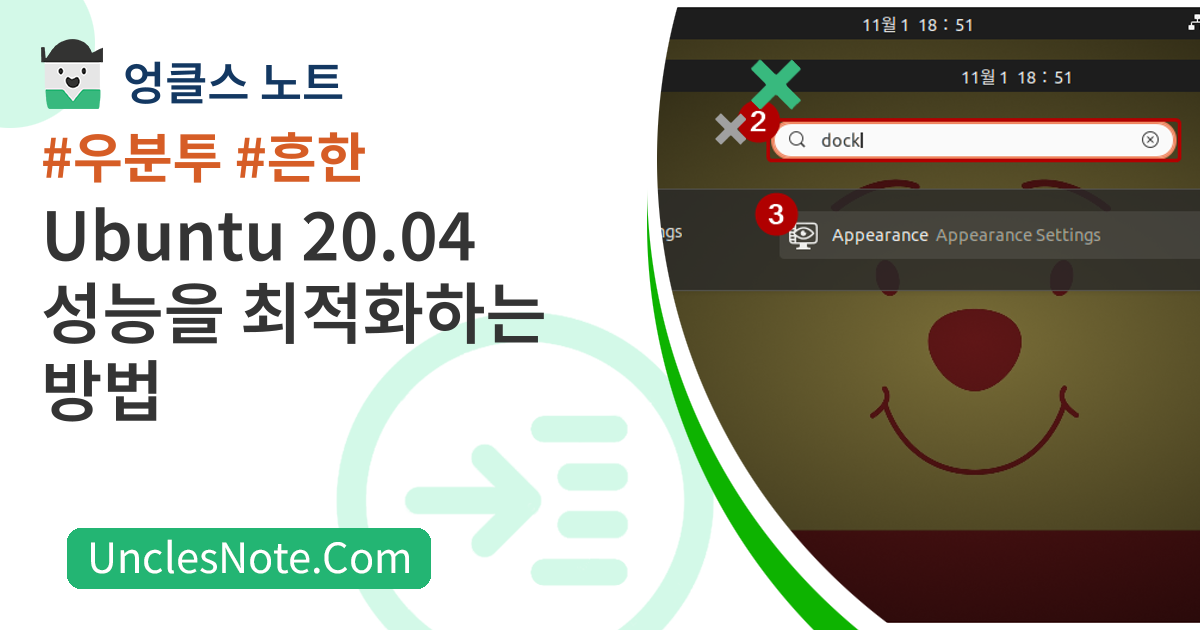 엉클스 노트
#우분투 #흔한
Ubuntu 20.04
성능을 최적화하는
방법
UnclesNote.Com
11월 1 18 : 51
11월 1 18 : 51
2
dock
3
ngs
Appearance Appearance Settings